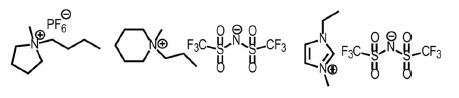 PF₆⊖
N⊕
N⊕
O ⊖ O
F₃C S N S CF₃
O O
N
N
⊕
O ⊖ O
F₃C S N S CF₃
O O